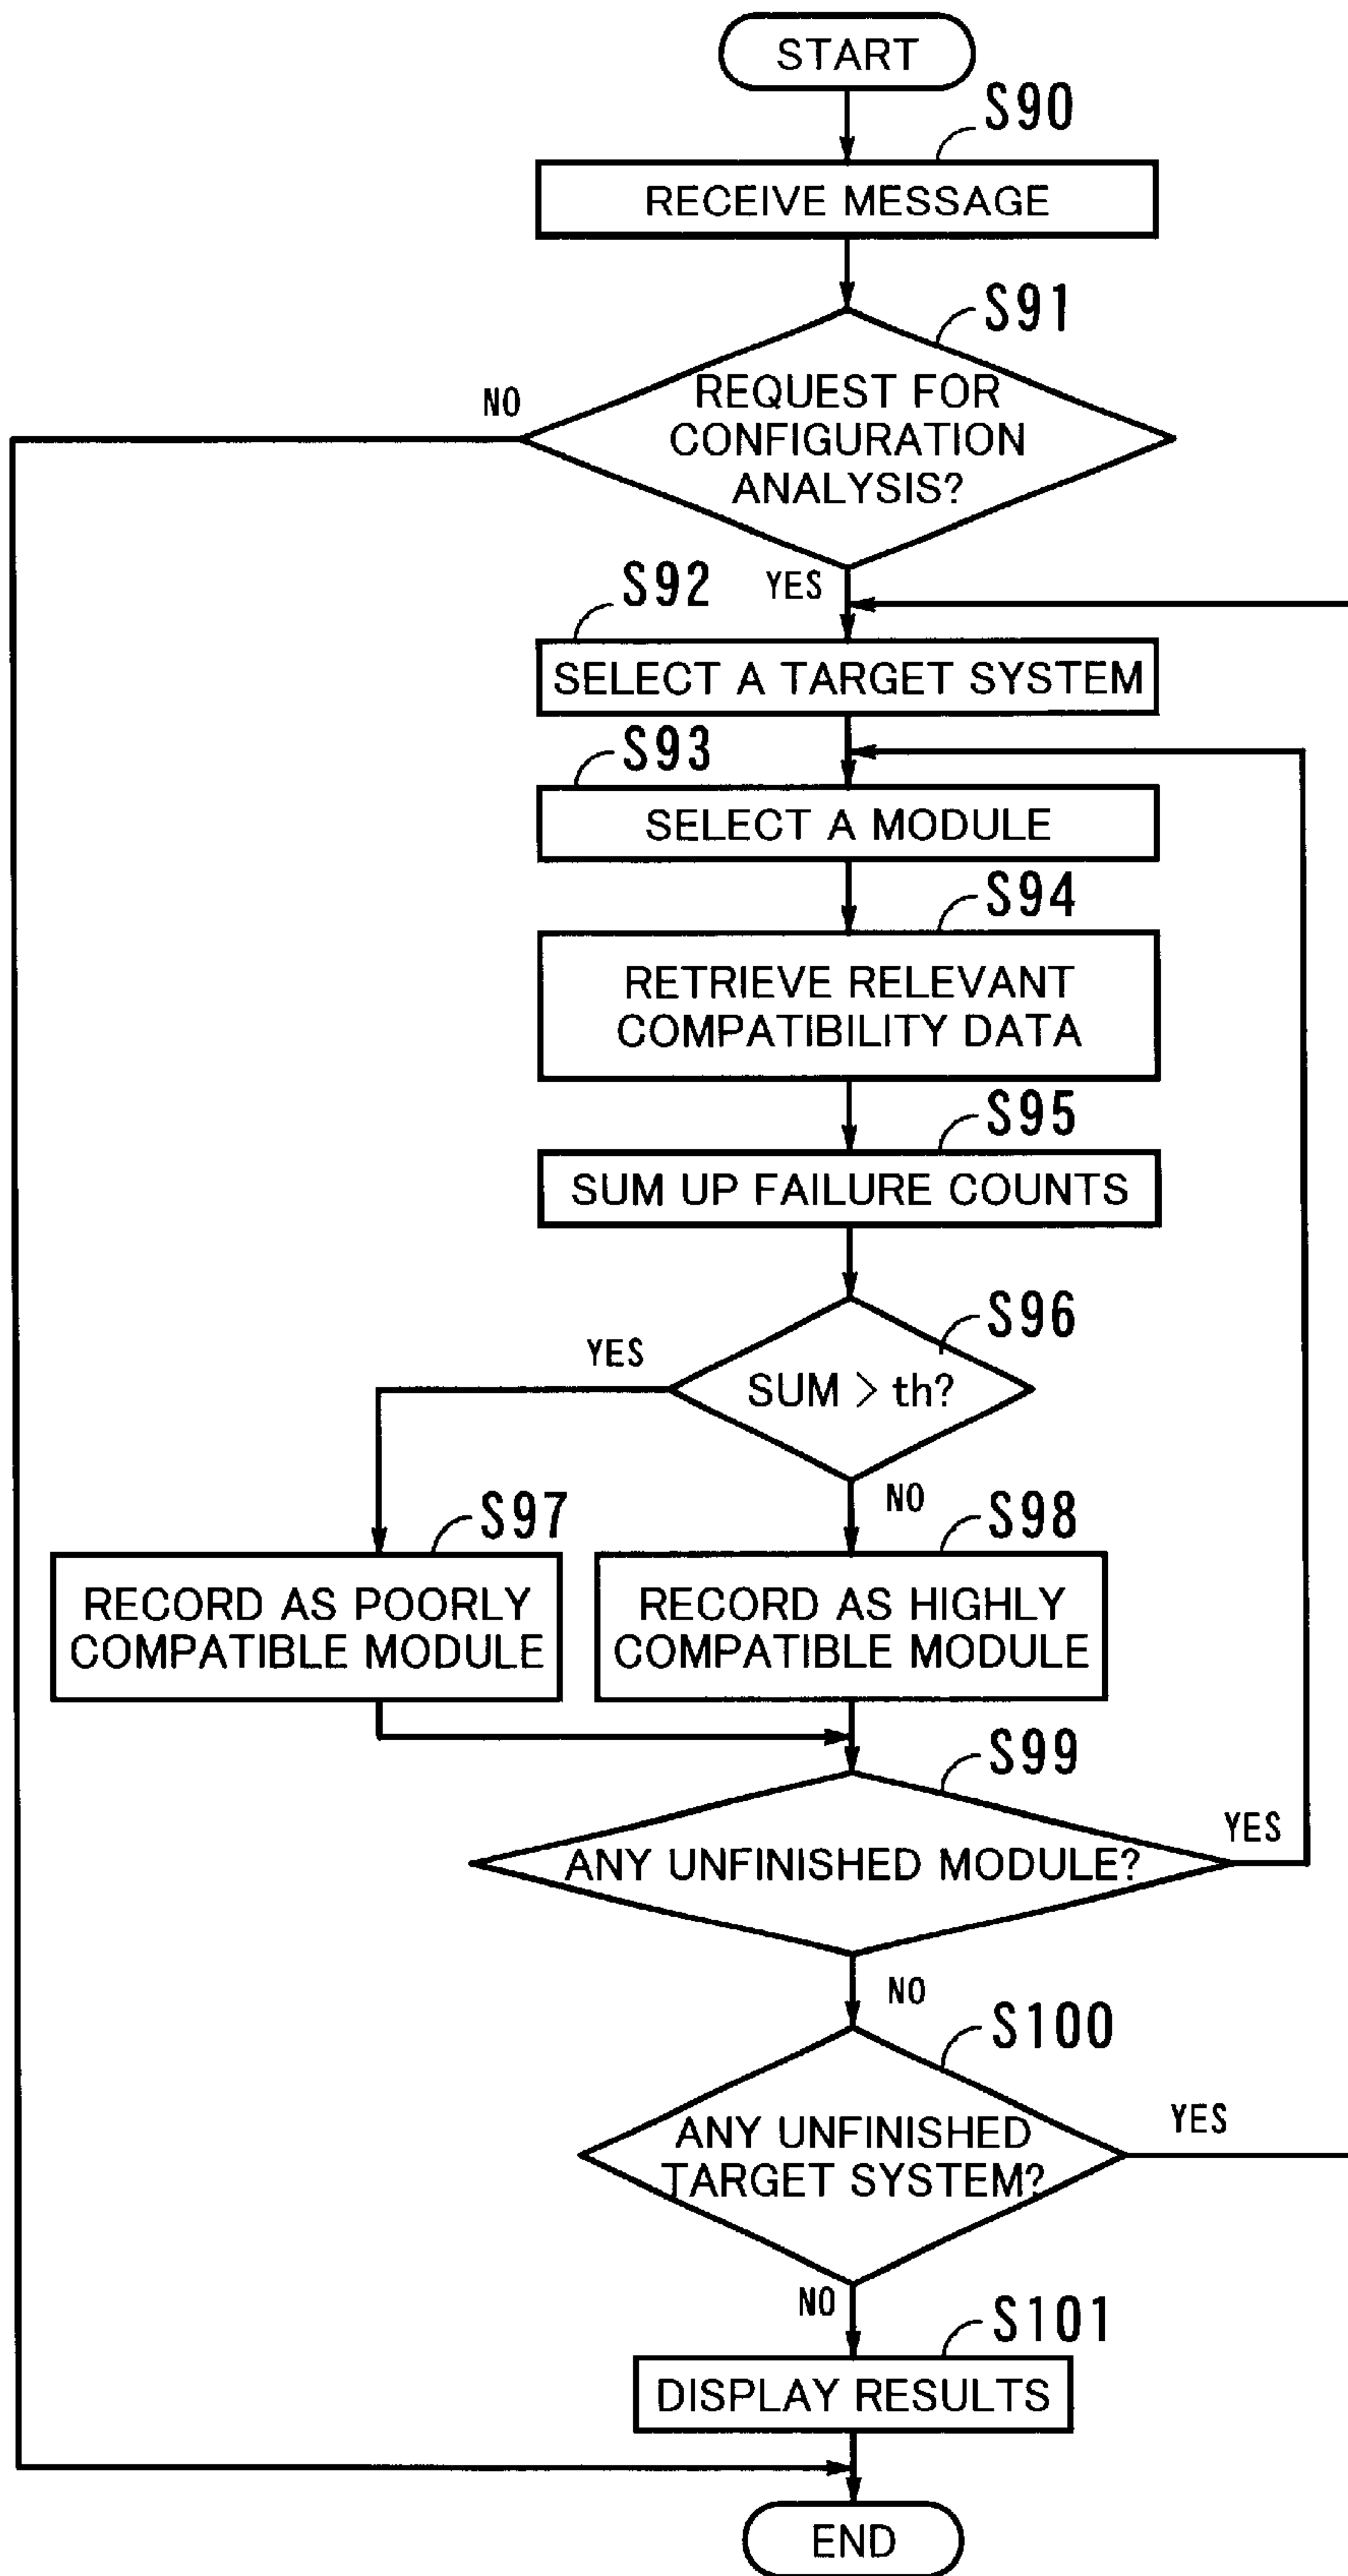 START
S90
RECEIVE MESSAGE
S91
REQUEST FOR
CONFIGURATION
ANALYSIS?
NO
YES
S92
SELECT A TARGET SYSTEM
S93
SELECT A MODULE
S94
RETRIEVE RELEVANT
COMPATIBILITY DATA
S95
SUM UP FAILURE COUNTS
S96
SUM > th?
YES
NO
S97
RECORD AS POORLY
COMPATIBLE MODULE
S98
RECORD AS HIGHLY
COMPATIBLE MODULE
S99
ANY UNFINISHED MODULE?
YES
NO
S100
ANY UNFINISHED
TARGET SYSTEM?
YES
NO
S101
DISPLAY RESULTS
END